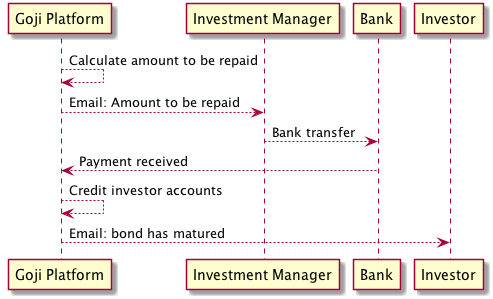 Goji Platform
Investment Manager
Bank
Investor
Calculate amount to be repaid
Email: Amount to be repaid
Bank transfer
Payment received
Credit investor accounts
Email: bond has matured
Goji Platform
Investment Manager
Bank
Investor